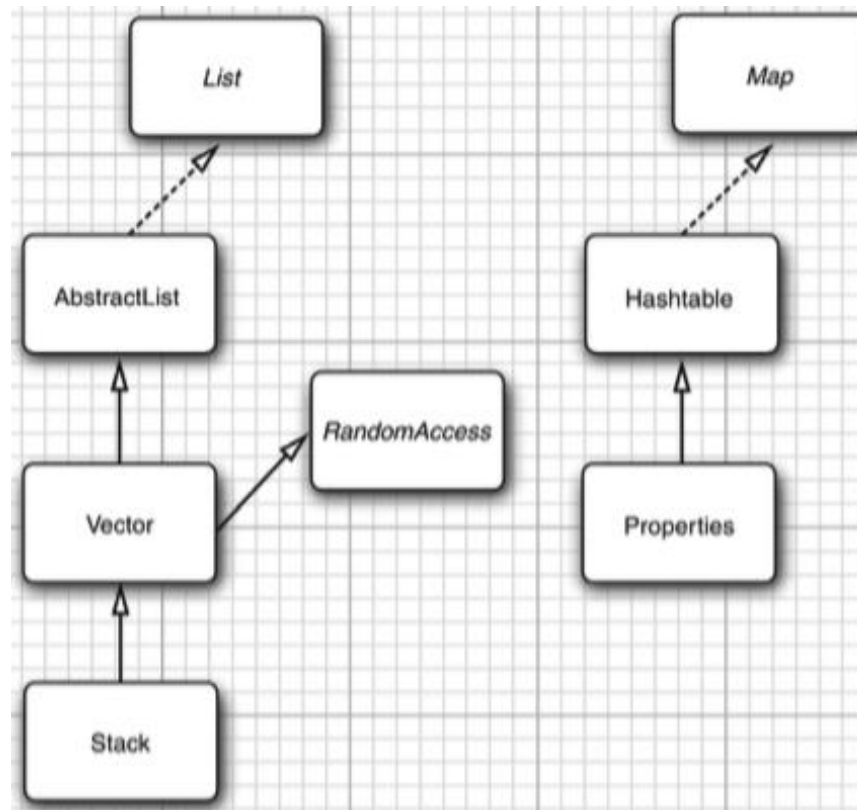 List
Map
AbstractList
Hashtable
RandomAccess
Vector
Properties
Stack